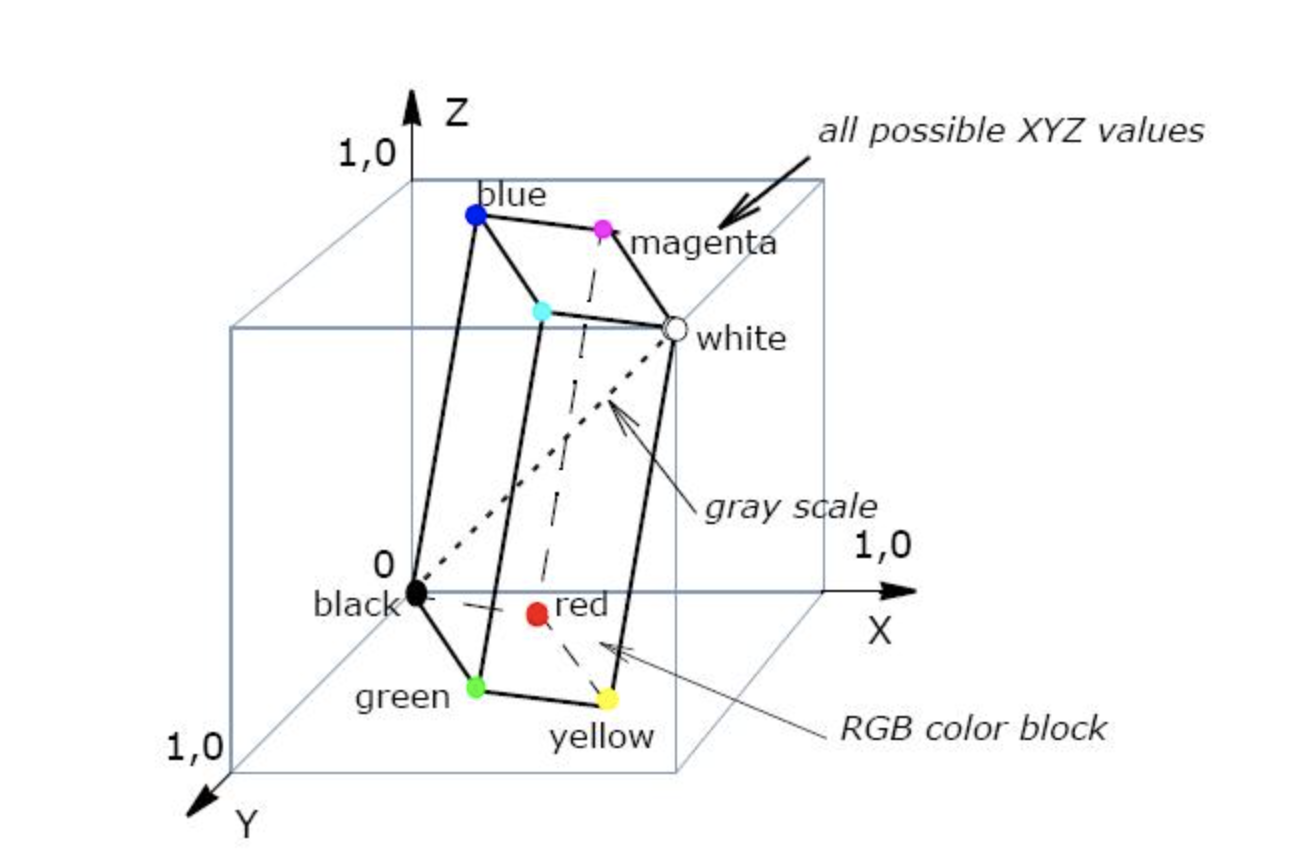 Z
all possible XYZ values
1,0
blue
magenta
white
gray scale
1,0
0
black
red
X
green
yellow
RGB color block
1,0
Y